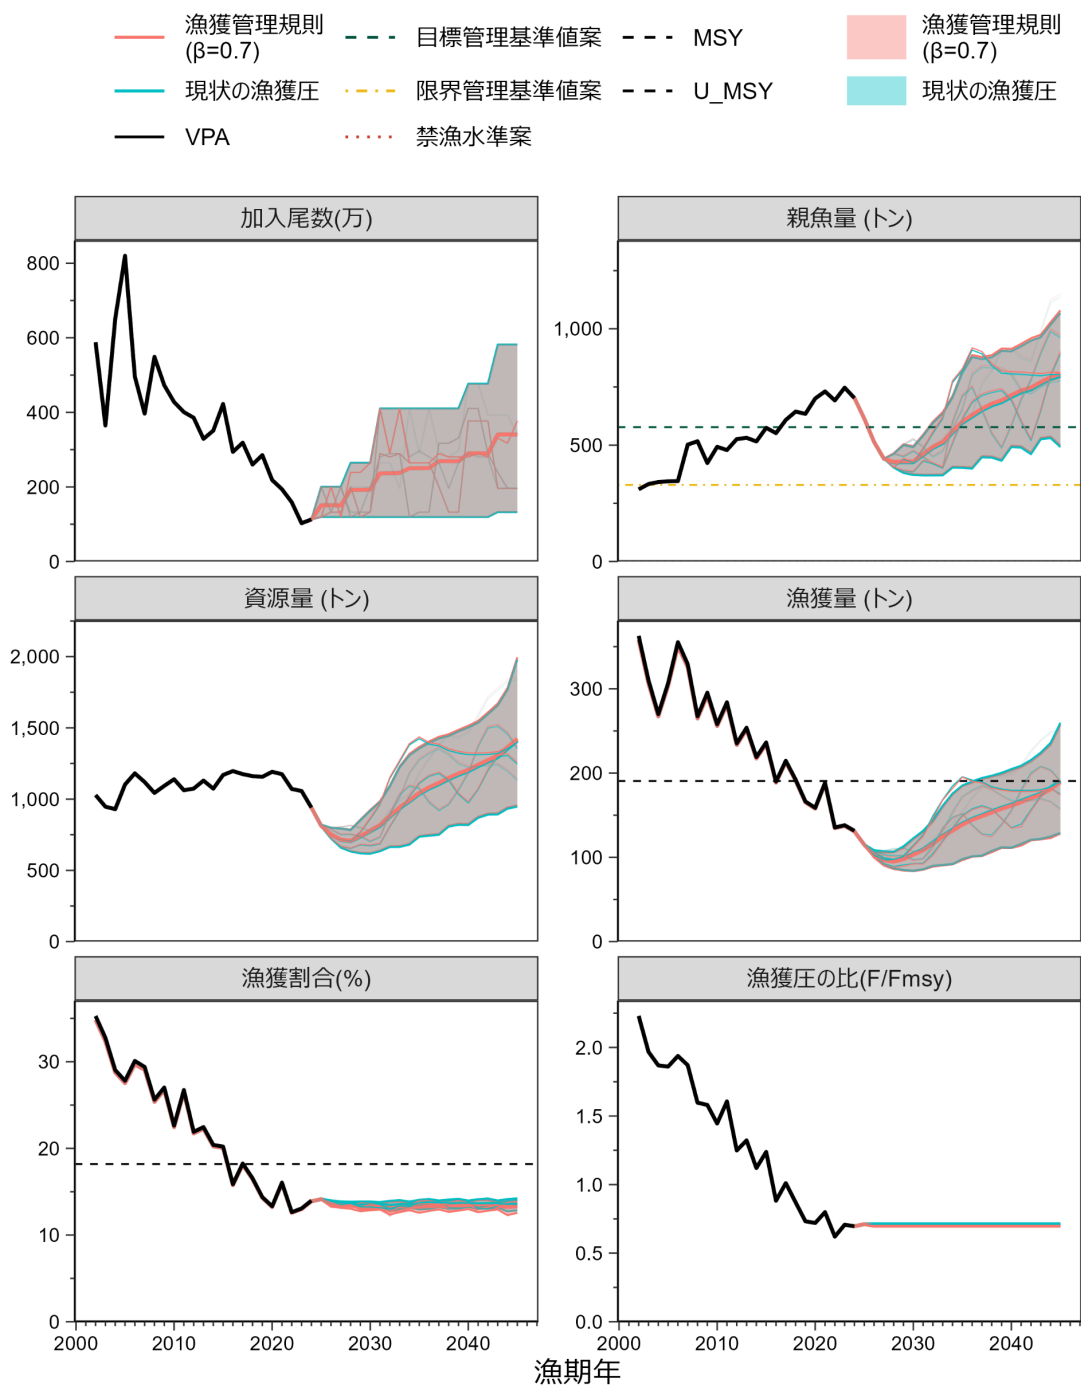 漁獲管理規則
(β=0.7)
現状の漁獲圧
VPA
目標管理基準値案
限界管理基準値案
禁漁水準案
MSY
U_MSY
漁獲管理規則
(β=0.7)
現状の漁獲圧
加入尾数(万)
800
600
400
200
0
親魚量 (トン)
1,000
500
0
資源量 (トン)
2,000
1,500
1,000
500
0
漁獲量 (トン)
300
200
100
0
漁獲割合(%)
30
20
10
0
2000 2010 2020 2030 2040
漁獲圧の比(F/Fmsy)
2.0
1.5
1.0
0.5
0.0
2000 2010 2020 2030 2040
漁期年